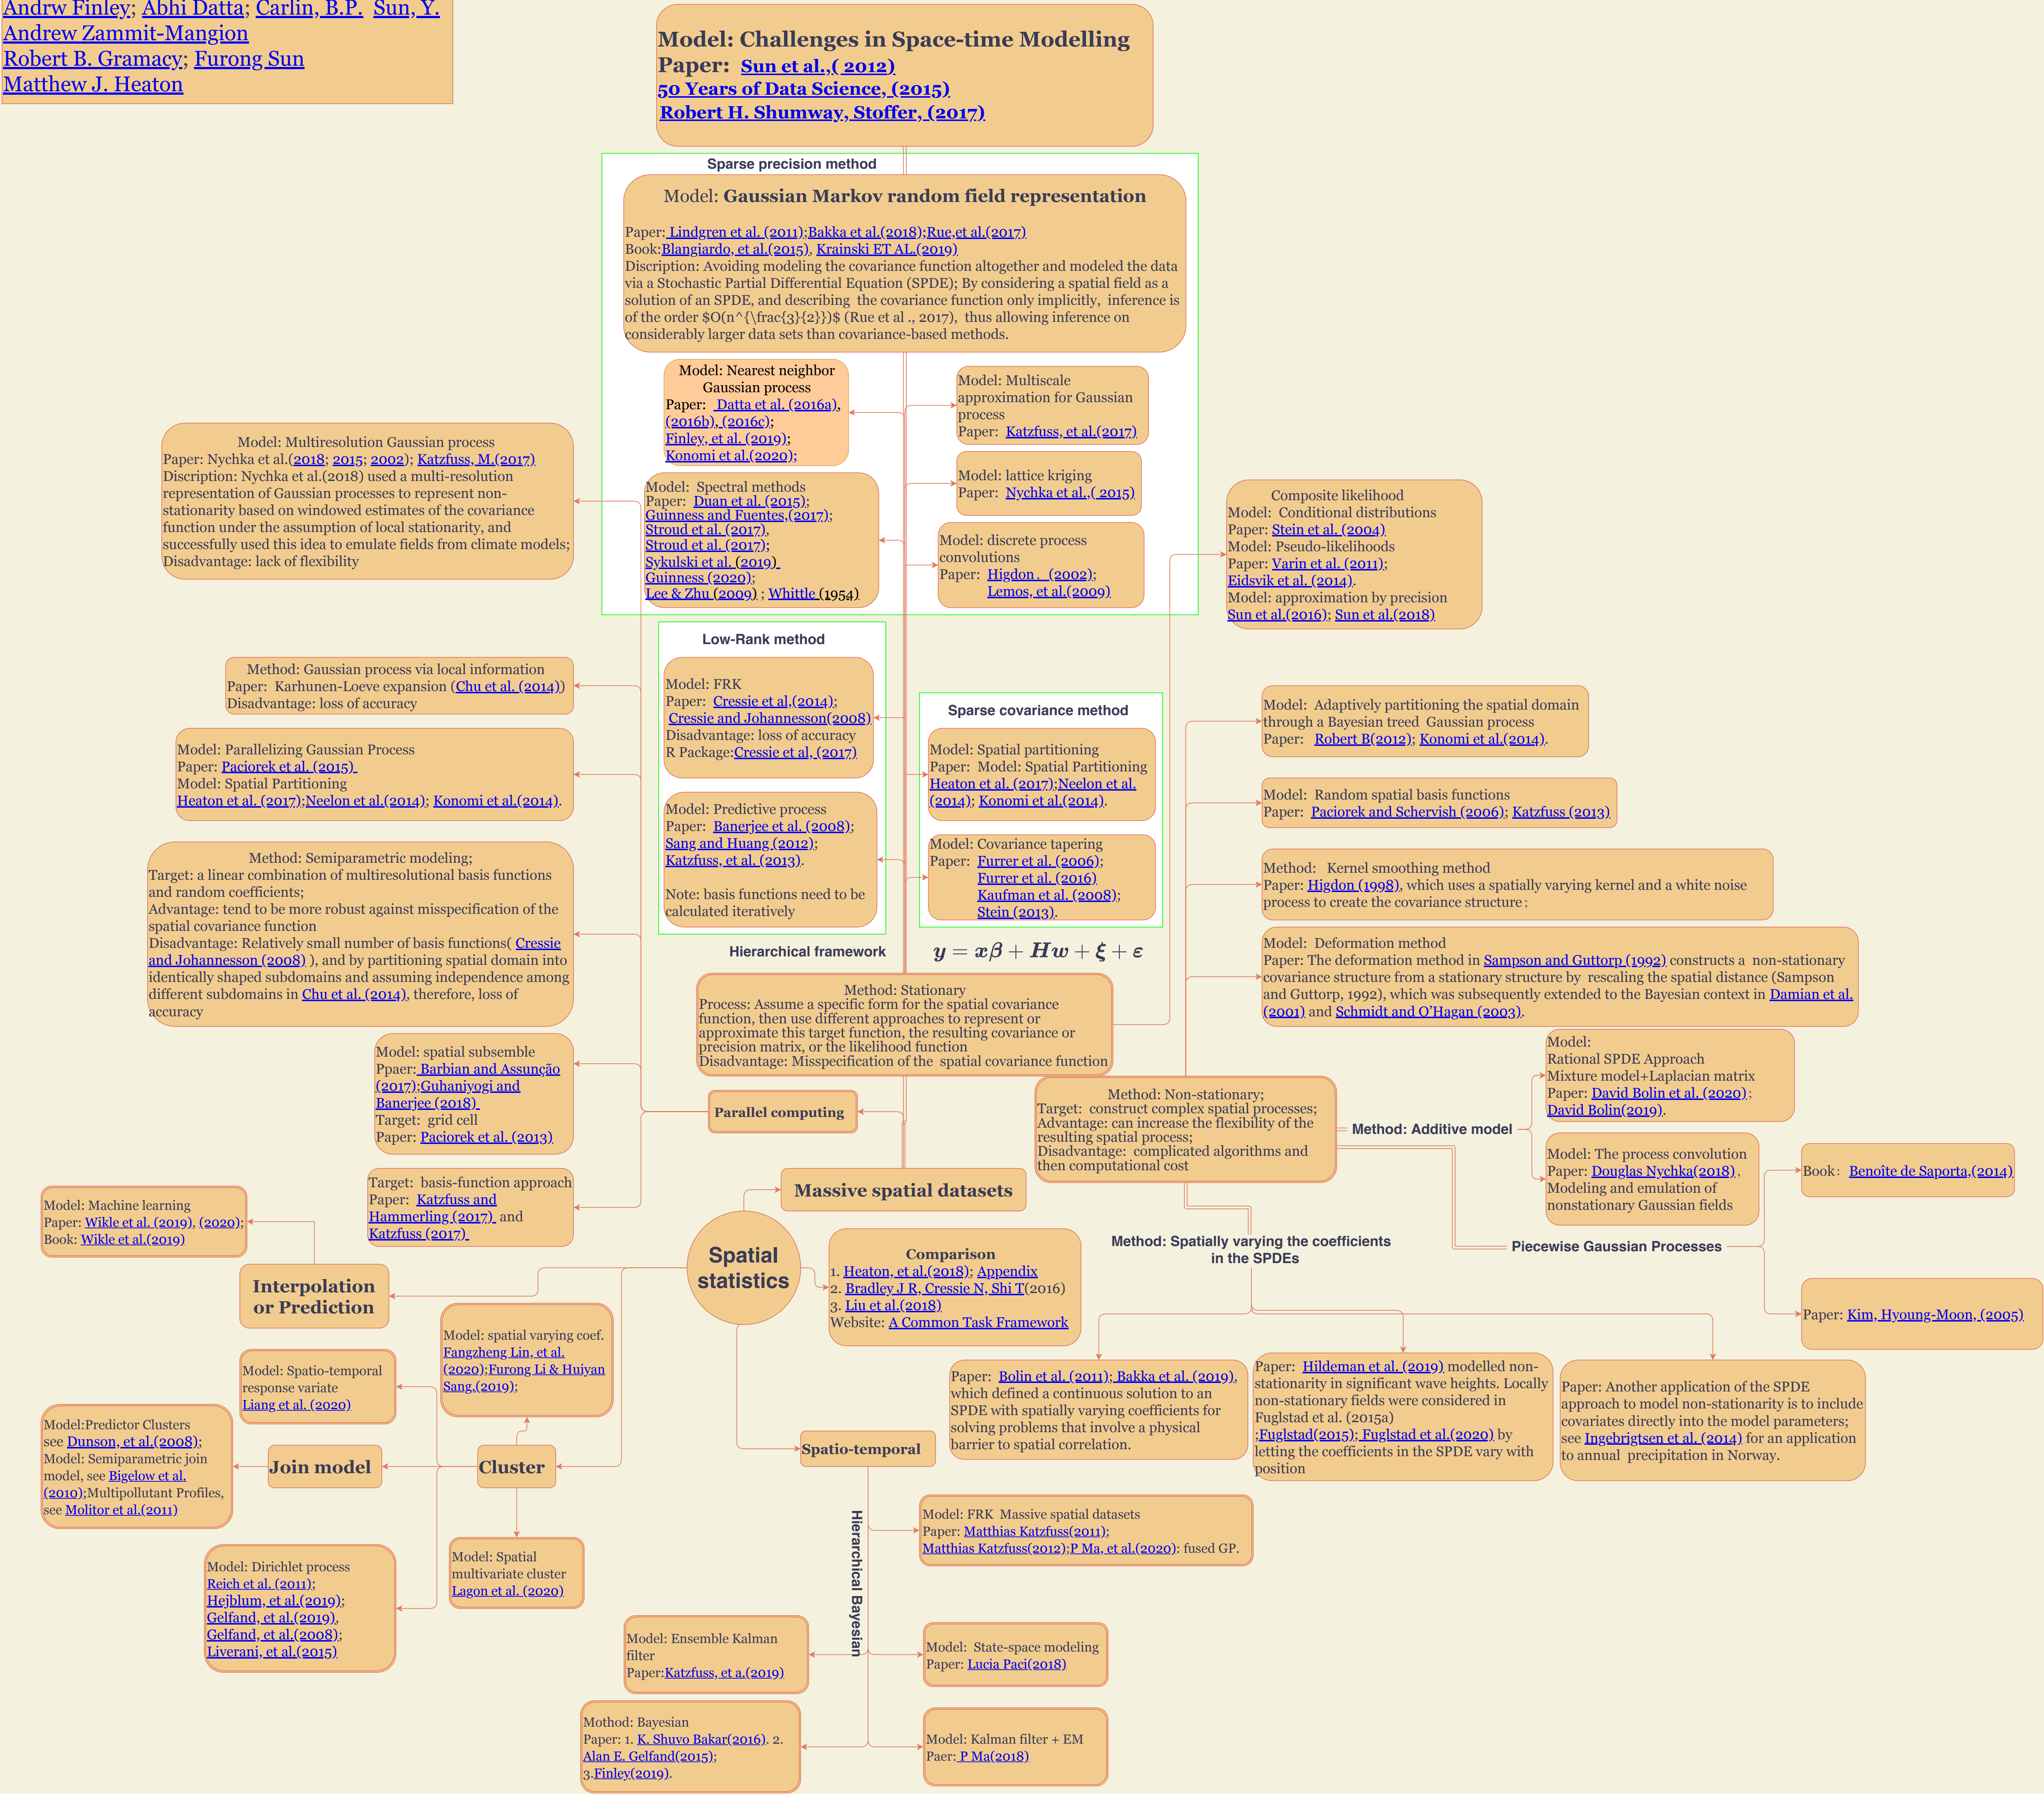 Andrw Finley; Abhi Datta; Carlin, B.P. Sun, Y.
Andrew Zammit-Mangion
Robert B. Gramacy; Furong Sun
Matthew J. Heaton
Model: Challenges in Space-time Modelling
Paper: Sun et al.,( 2012)
50 Years of Data Science, (2015)
Robert H. Shumway, Stoffer, (2017)
Sparse precision method
Model: Gaussian Markov random field representation
Paper: Lindgren et al. (2011);Bakka et al.(2018);Rue,et al.(2017)
Book:Blangiardo, et al.(2015), Krainski ET AL.(2019)
Discription: Avoiding modeling the covariance function altogether and modeled the data
via a Stochastic Partial Differential Equation (SPDE); By considering a spatial field as a
solution of an SPDE, and describing the covariance function only implicitly, inference is
of the order $O(n^{\frac{3}{2}})$ (Rue et al ., 2017), thus allowing inference on
considerably larger data sets than covariance-based methods.
Model: Nearest neighbor
Gaussian process
Paper: Datta et al. (2016a),
(2016b), (2016c);
Finley, et al. (2019);
Konomi et al.(2020);
Model: Multiscale
approximation for Gaussian
process
Paper: Katzfuss, et al.(2017)
Model: lattice kriging
Paper: Nychka et al.,( 2015)
Model: Spectral methods
Paper: Duan et al. (2015);
Guinness and Fuentes,(2017);
Stroud et al. (2017),
Stroud et al. (2017);
Sykulski et al. (2019)
Guinness (2020);
Lee & Zhu (2009) ; Whittle (1954)
Model: discrete process
convolutions
Paper: Higdon. (2002);
Lemos, et al.(2009)
Model: Multiresolution Gaussian process
Paper: Nychka et al.(2018; 2015; 2002); Katzfuss, M.(2017)
Discription: Nychka et al.(2018) used a multi-resolution
representation of Gaussian processes to represent non-
stationarity based on windowed estimates of the covariance
function under the assumption of local stationarity, and
successfully used this idea to emulate fields from climate models;
Disadvantage: lack of flexibility
Composite likelihood
Model: Conditional distributions
Paper: Stein et al. (2004)
Model: Pseudo-likelihoods
Paper: Varin et al. (2011);
Eidsvik et al. (2014).
Model: approximation by precision
Sun et al.(2016); Sun et al.(2018)
Method: Gaussian process via local information
Paper: Karhunen-Loeve expansion (Chu et al. (2014))
Disadvantage: loss of accuracy
Model: Parallelizing Gaussian Process
Paper: Paciorek et al. (2015)
Model: Spatial Partitioning
Heaton et al. (2017);Neelon et al.(2014); Konomi et al.(2014).
Method: Semiparametric modeling;
Target: a linear combination of multiresolutional basis functions
and random coefficients;
Advantage: tend to be more robust against misspecification of the
spatial covariance function
Disadvantage: Relatively small number of basis functions( Cressie
and Johannesson (2008) ), and by partitioning spatial domain into
identically shaped subdomains and assuming independence among
different subdomains in Chu et al. (2014), therefore, loss of
accuracy
Model: spatial subsemble
Ppaer: Barbian and Assunção
(2017);Guhaniyogi and
Banerjee (2018)
Target: grid cell
Paper: Paciorek et al. (2013)
Target: basis-function approach
Paper: Katzfuss and
Hammerling (2017) and
Katzfuss (2017)
Low-Rank method
Model: FRK
Paper: Cressie et al,(2014);
Cressie and Johannesson(2008)
Disadvantage: loss of accuracy
R Package:Cressie et al, (2017)
Model: Predictive process
Paper: Banerjee et al. (2008);
Sang and Huang (2012);
Katzfuss, et al. (2013).
Note: basis functions need to be
calculated iteratively
Sparse covariance method
Model: Spatial partitioning
Paper: Model: Spatial Partitioning
Heaton et al. (2017);Neelon et al.
(2014); Konomi et al.(2014).
Model: Covariance tapering
Paper: Furrer et al. (2006);
Furrer et al. (2016)
Kaufman et al. (2008);
Stein (2013).
Hierarchical framework
y = xβ + Hw + ξ + ε
Method: Stationary
Process: Assume a specific form for the spatial covariance
function, then use different approaches to represent or
approximate this target function, the resulting covariance or
precision matrix, or the likelihood function
Disadvantage: Misspecification of the spatial covariance function
Parallel computing
Massive spatial datasets
Model: Adaptively partitioning the spatial domain
through a Bayesian treed Gaussian process
Paper: Robert B(2012); Konomi et al.(2014).
Model: Random spatial basis functions
Paper: Paciorek and Schervish (2006); Katzfuss (2013)
Method: Kernel smoothing method
Paper: Higdon (1998), which uses a spatially varying kernel and a white noise
process to create the covariance structure;
Model: Deformation method
Paper: The deformation method in Sampson and Guttorp (1992) constructs a non-stationary
covariance structure from a stationary structure by rescaling the spatial distance (Sampson
and Guttorp, 1992), which was subsequently extended to the Bayesian context in Damian et al.
(2001) and Schmidt and O'Hagan (2003).
Method: Non-stationary;
Target: construct complex spatial processes;
Advantage: can increase the flexibility of the
resulting spatial process;
Disadvantage: complicated algorithms and
then computational cost
Method: Additive model
Model:
Rational SPDE Approach
Mixture model+Laplacian matrix
Paper: David Bolin et al. (2020);
David Bolin(2019).
Model: The process convolution
Paper: Douglas Nychka(2018),
Modeling and emulation of
nonstationary Gaussian fields
Book: Benoîte de Saporta,(2014)
Piecewise Gaussian Processes
Paper: Kim, Hyoung-Moon, (2005)
Method: Spatially varying the coefficients
in the SPDEs
Paper: Bolin et al. (2011); Bakka et al. (2019),
which defined a continuous solution to an
SPDE with spatially varying coefficients for
solving problems that involve a physical
barrier to spatial correlation.
Paper: Hildeman et al. (2019) modelled non-
stationarity in significant wave heights. Locally
non-stationary fields were considered in
Fuglstad et al. (2015a)
;Fuglstad(2015); Fuglstad et al.(2020) by
letting the coefficients in the SPDE vary with
position
Paper: Another application of the SPDE
approach to model non-stationarity is to include
covariates directly into the model parameters;
see Ingebrigtsen et al. (2014) for an application
to annual precipitation in Norway.
Spatial
statistics
Comparison
1. Heaton, et al.(2018); Appendix
2. Bradley J R, Cressie N, Shi T(2016)
3. Liu et al.(2018)
Website: A Common Task Framework
Model: Machine learning
Paper: Wikle et al. (2019), (2020);
Book: Wikle et al.(2019)
Interpolation
or Prediction
Model: spatial varying coef.
Fangzheng Lin, et al.
(2020);Furong Li & Huiyan
Sang.(2019);
Model: Spatio-temporal
response variate
Liang et al. (2020)
Model:Predictor Clusters
see Dunson, et al.(2008);
Model: Semiparametric join
model, see Bigelow et al.
(2010);Multipollutant Profiles,
see Molitor et al.(2011)
Join model
Cluster
Model: Dirichlet process
Reich et al. (2011);
Hejblum, et al.(2019);
Gelfand, et al.(2019),
Gelfand, et al.(2008);
Liverani, et al.(2015)
Model: Spatial
multivariate cluster
Lagon et al. (2020)
Spatio-temporal
Hierarchical Bayesian
Model: FRK Massive spatial datasets
Paper: Matthias Katzfuss(2011);
Matthias Katzfuss(2012);P Ma, et al.(2020): fused GP.
Model: Ensemble Kalman
filter
Paper:Katzfuss, et a.(2019)
Model: State-space modeling
Paper: Lucia Paci(2018)
Mothod: Bayesian
Paper: 1. K. Shuvo Bakar(2016). 2.
Alan E. Gelfand(2015);
3.Finley(2019).
Model: Kalman filter + EM
Paer: P Ma(2018)